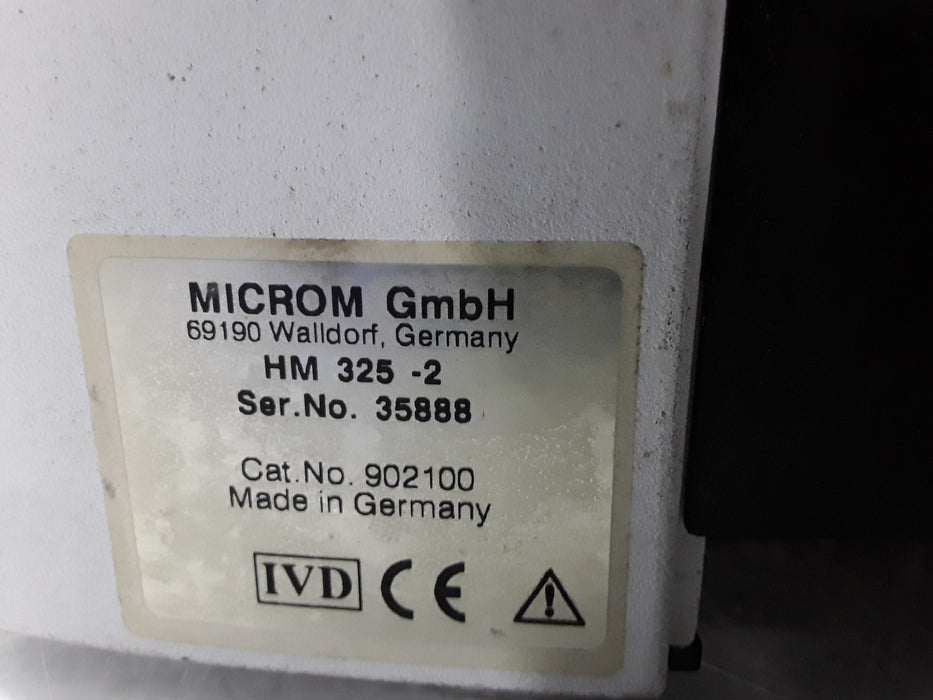 MICROM GmbH
69190 Walldorf, Germany
HM 325 -2
Ser.No. 35888
Cat.No. 902100
Made in Germany
IVD CE